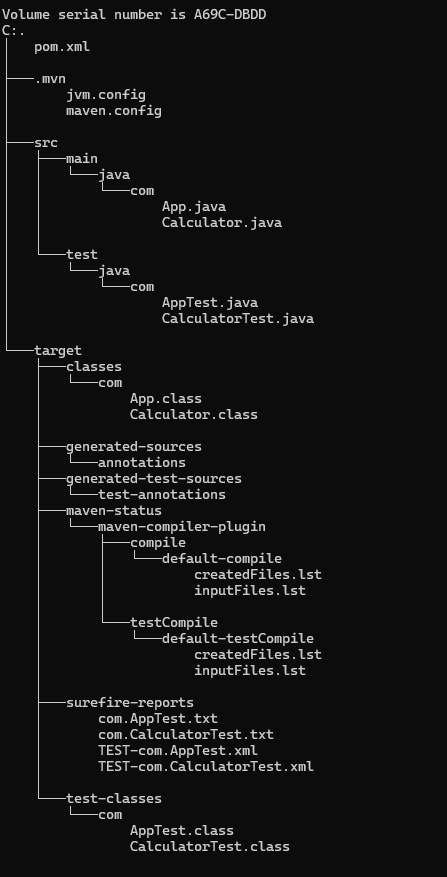 Volume serial number is A69C-DBDD
C:.
│   pom.xml
│
├───.mvn
│       jvm.config
│       maven.config
│
├───src
│   ├───main
│   │   └───java
│   │       └───com
│   │               App.java
│   │               Calculator.java
│   │
│   └───test
│       └───java
│           └───com
│                   AppTest.java
│                   CalculatorTest.java
│
└───target
    ├───classes
    │   └───com
    │           App.class
    │           Calculator.class
    │
    ├───generated-sources
    │   └───annotations
    ├───generated-test-sources
    │   └───test-annotations
    ├───maven-status
    │   └───maven-compiler-plugin
    │       ├───compile
    │       │   └───default-compile
    │       │           createdFiles.lst
    │       │           inputFiles.lst
    │       │
    │       └───testCompile
    │           └───default-testCompile
    │                   createdFiles.lst
    │                   inputFiles.lst
    │
    ├───surefire-reports
    │       com.AppTest.txt
    │       com.CalculatorTest.txt
    │       TEST-com.AppTest.xml
    │       TEST-com.CalculatorTest.xml
    │
    └───test-classes
        └───com
                AppTest.class
                CalculatorTest.class